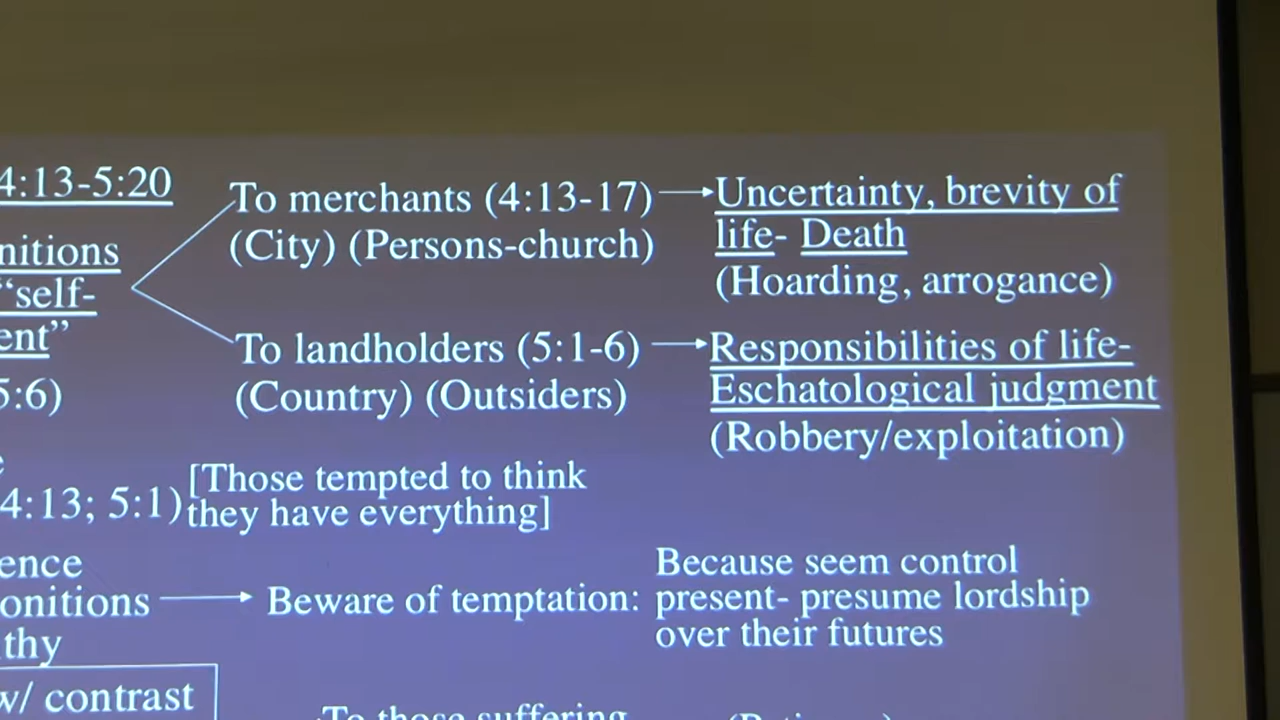 4:13-5:20
To merchants (4:13-17)
Uncertainty, brevity of
life- Death
(City) (Persons-church)
(Hoarding, arrogance)
nitions
“self-
ent”
5:6)
To landholders (5:1-6)
Responsibilities of life-
Eschatological judgment
(Country) (Outsiders)
(Robbery/exploitation)
4:13; 5:1)
[Those tempted to think
they have everything]
ence
onitions
thy
Beware of temptation:
Because seem control
present- presume lordship
over their futures
w/ contrast
To those suffering